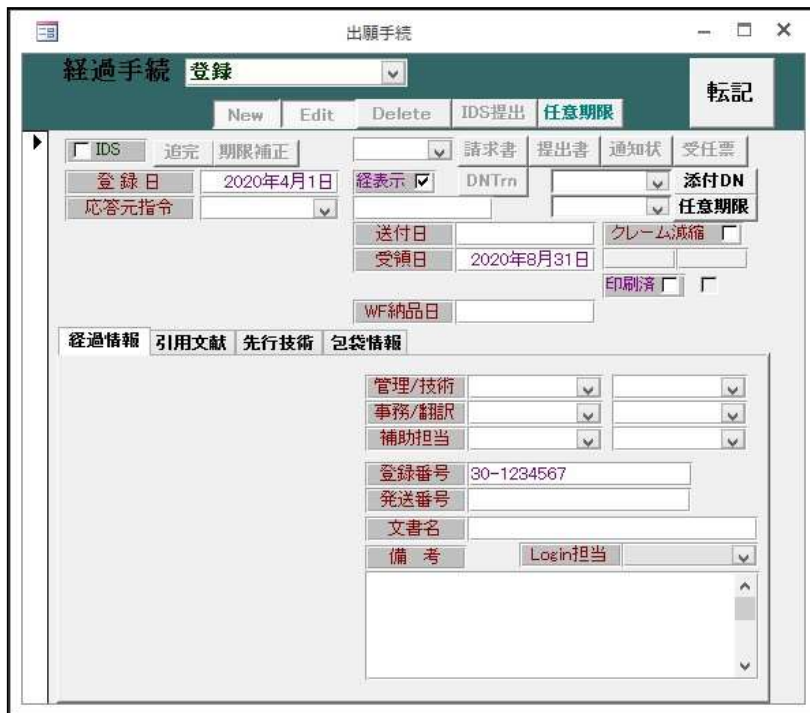 出願手続
経過手続 登録
転記
New Edit Delete IDS提出 任意期限
IDS 追完 期限補正 請求書 提出書 通知状 受任票
登録日 2020年4月1日 経表示 DNTrn 添付DN
応答元指令 任意期限
送付日 クレーム減縮
受領日 2020年8月31日
印刷済
WF納品日
経過情報 引用文献 先行技術 包袋情報
管理/技術
事務/翻訳
補助担当
登録番号 30-1234567
発送番号
文書名
備考 Login担当